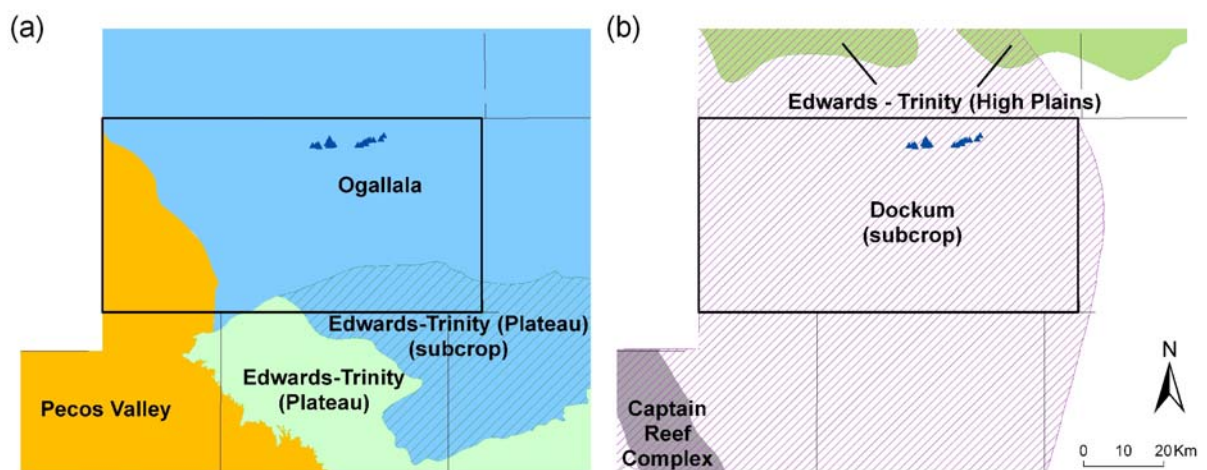 (a)
Ogallala
Edwards-Trinity (Plateau)
(subcrop)
Edwards-Trinity
(Plateau)
Pecos Valley
(b)
Edwards - Trinity (High Plains)
Dockum
(subcrop)
Captain
Reef
Complex
N
0 10 20 Km